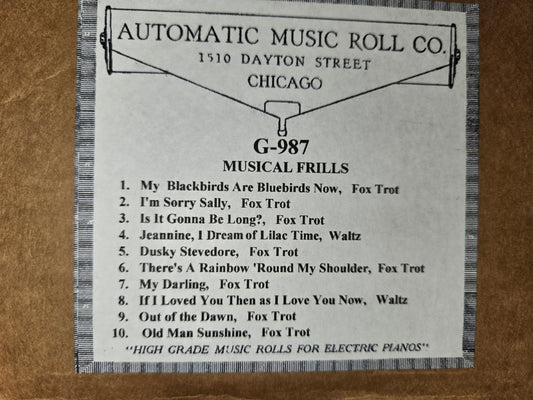 AUTOMATIC MUSIC ROLL CO.
1510 DAYTON STREET
CHICAGO
G-987
MUSICAL FRILLS
1. My Blackbirds Are Bluebirds Now, Fox Trot
2. I'm Sorry Sally, Fox Trot
3. Is It Gonna Be Long?, Fox Trot
4. Jeannine, I Dream of Lilac Time, Waltz
5. Dusky Stevedore, Fox Trot
6. There's A Rainbow 'Round My Shoulder, Fox Trot
7. My Darling, Fox Trot
8. If I Loved You Then as I Love You Now, Waltz
9. Out of the Dawn, Fox Trot
10. Old Man Sunshine, Fox Trot
"HIGH GRADE MUSIC ROLLS FOR ELECTRIC PIANOS"